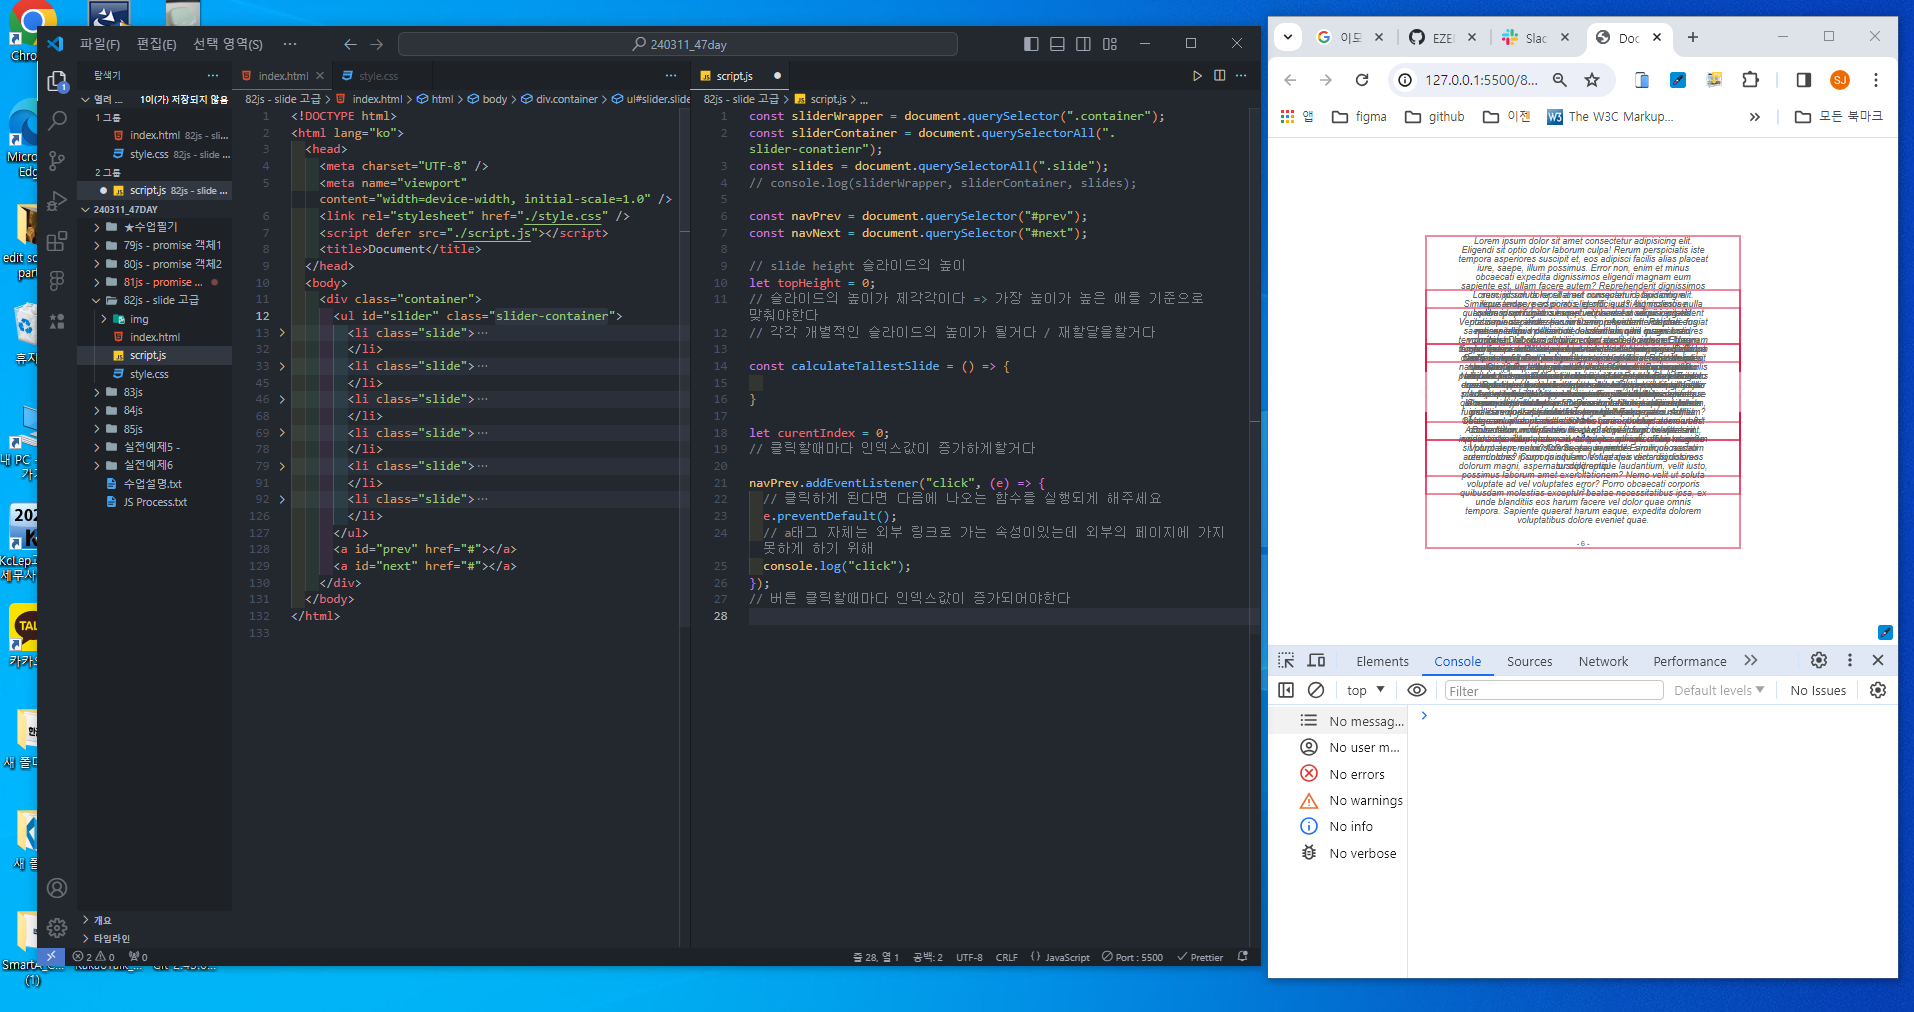 파일(F) 편집(E) 선택 영역(S) ···
240311_47day
탐색기
열려 ... 1이(가) 저장되지 않음
1 그룹
index.html 82js - sli...
style.css 82js - slide ...
2 그룹
script.js 82js - slide ...
240311_47DAY
★수업필기
79js - promise 객체1
80js - promise 객체2
81js - promise ...
82js - slide 고급
img
index.html
script.js
style.css
83js
84js
85js
실전예제5 -
실전예제6
수업설명.txt
JS Process.txt
개요
타임라인
index.html
style.css
82js - slide 고급 > index.html > html > body > div.container > ul#slider.slide
1 <!DOCTYPE html>
2 <html lang="ko">
3 <head>
4 <meta charset="UTF-8" />
5 <meta name="viewport"
content="width=device-width, initial-scale=1.0" />
6 <link rel="stylesheet" href="./style.css" />
7 <script defer src="./script.js"></script>
8 <title>Document</title>
9 </head>
10 <body>
11 <div class="container">
12 <ul id="slider" class="slider-container">
13 <li class="slide">···
32 </li>
33 <li class="slide">···
45 </li>
46 <li class="slide">···
68 </li>
69 <li class="slide">···
78 </li>
79 <li class="slide">···
91 </li>
92 <li class="slide">···
126 </li>
127 </ul>
128 <a id="prev" href="#"></a>
129 <a id="next" href="#"></a>
130 </div>
131 </body>
132 </html>
133
script.js
82js - slide 고급 > script.js > ...
1 const sliderWrapper = document.querySelector(".container");
2 const sliderContainer = document.querySelectorAll(".
slider-conatienr");
3 const slides = document.querySelectorAll(".slide");
4 // console.log(sliderWrapper, sliderContainer, slides);
5
6 const navPrev = document.querySelector("#prev");
7 const navNext = document.querySelector("#next");
8
9 // slide height 슬라이드의 높이
10 let topHeight = 0;
11 // 슬라이드의 높이가 제각각이다 => 가장 높이가 높은 애를 기준으로
맞춰야한다
12 // 각각 개별적인 슬라이드의 높이가 될거다 / 재할달을할거다
13
14 const calculateTallestSlide = () => {
15
16 }
17
18 let curentIndex = 0;
19 // 클릭할때마다 인덱스값이 증가하게할거다
20
21 navPrev.addEventListener("click", (e) => {
22 // 클릭하게 된다면 다음에 나오는 함수를 실행되게 해주세요
23 e.preventDefault();
24 // a태그 자체는 외부 링크로 가는 속성이있는데 외부의 페이지에 가지
못하게 하기 위해
25 console.log("click");
26 });
27 // 버튼 클릭할때마다 인덱스값이 증가되어야한다
28
2 0 0
줄 28, 열 1 공백: 2 UTF-8 CRLF {} JavaScript Port : 5500 Prettier
이모 EZEI Slac Doc
127.0.0.1:5500/8... SJ
앱 figma github 이젠 The W3C Markup... » 모든 북마크
Lorem ipsum dolor sit amet consectetur adipisicing elit.
Eligendi sit optio dolor laborum culpa! Rerum perspiciatis iste
tempora asperiores suscipit et, eos adipisci facilis alias placeat
iure, saepe, illum possimus. Error non, enim et minus
obcaecati expedita dignissimos eligendi magnam eum
dolorum magni, aspernatur
possimus laborum amet exercitationem? Nemo velit ut soluta
voluptate ad vel voluptates error? Porro obcaecati corporis
quibusdam molestias excepturi beatae necessitatibus ipsa, ex
unde blanditiis eos harum facere vel dolor quae omnis
tempora. Sapiente quaerat harum eaque, expedita dolorem
voluptatibus dolore eveniet quae.
- 6 -
Elements Console Sources Network Performance »
top Filter Default levels No Issues
No messag...
No user m...
No errors
No warnings
No info
No verbose
휴지
내 PC
새 폴더
새 폴
카카오
(1)